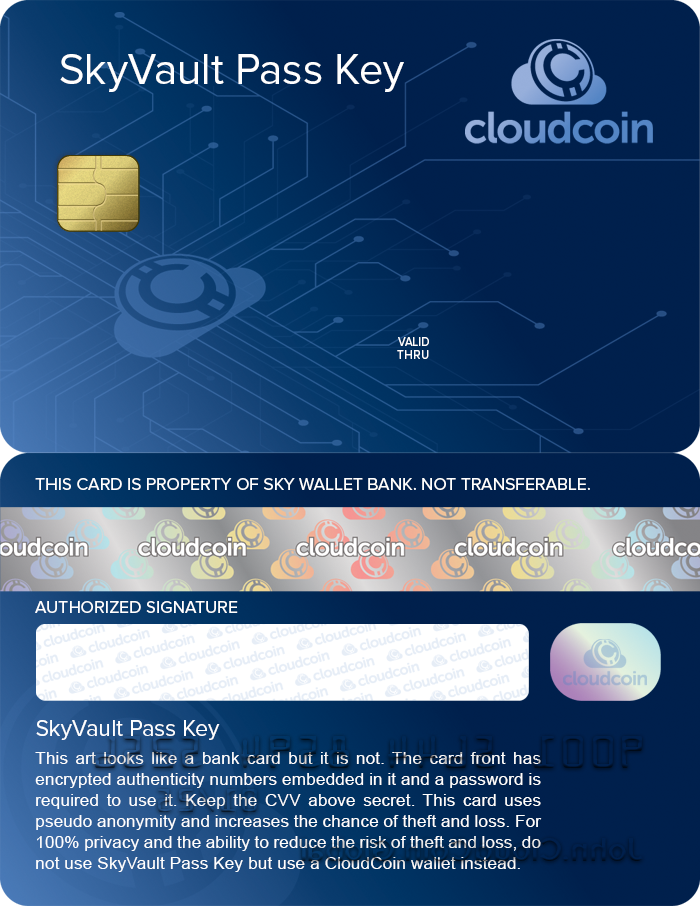 SkyVault Pass Key
cloudcoin
VALID
THRU
THIS CARD IS PROPERTY OF SKY WALLET BANK. NOT TRANSFERABLE.
oudcoin cloudcoin cloudcoin cloudcoin cloudco
AUTHORIZED SIGNATURE
cloudcoin
SkyVault Pass Key
This art looks like a bank card but it is not. The card front has
encrypted authenticity numbers embedded in it and a password is
required to use it. Keep the CVV above secret. This card uses
pseudo anonymity and increases the chance of theft and loss. For
100% privacy and the ability to reduce the risk of theft and loss, do
not use SkyVault Pass Key but use a CloudCoin wallet instead.